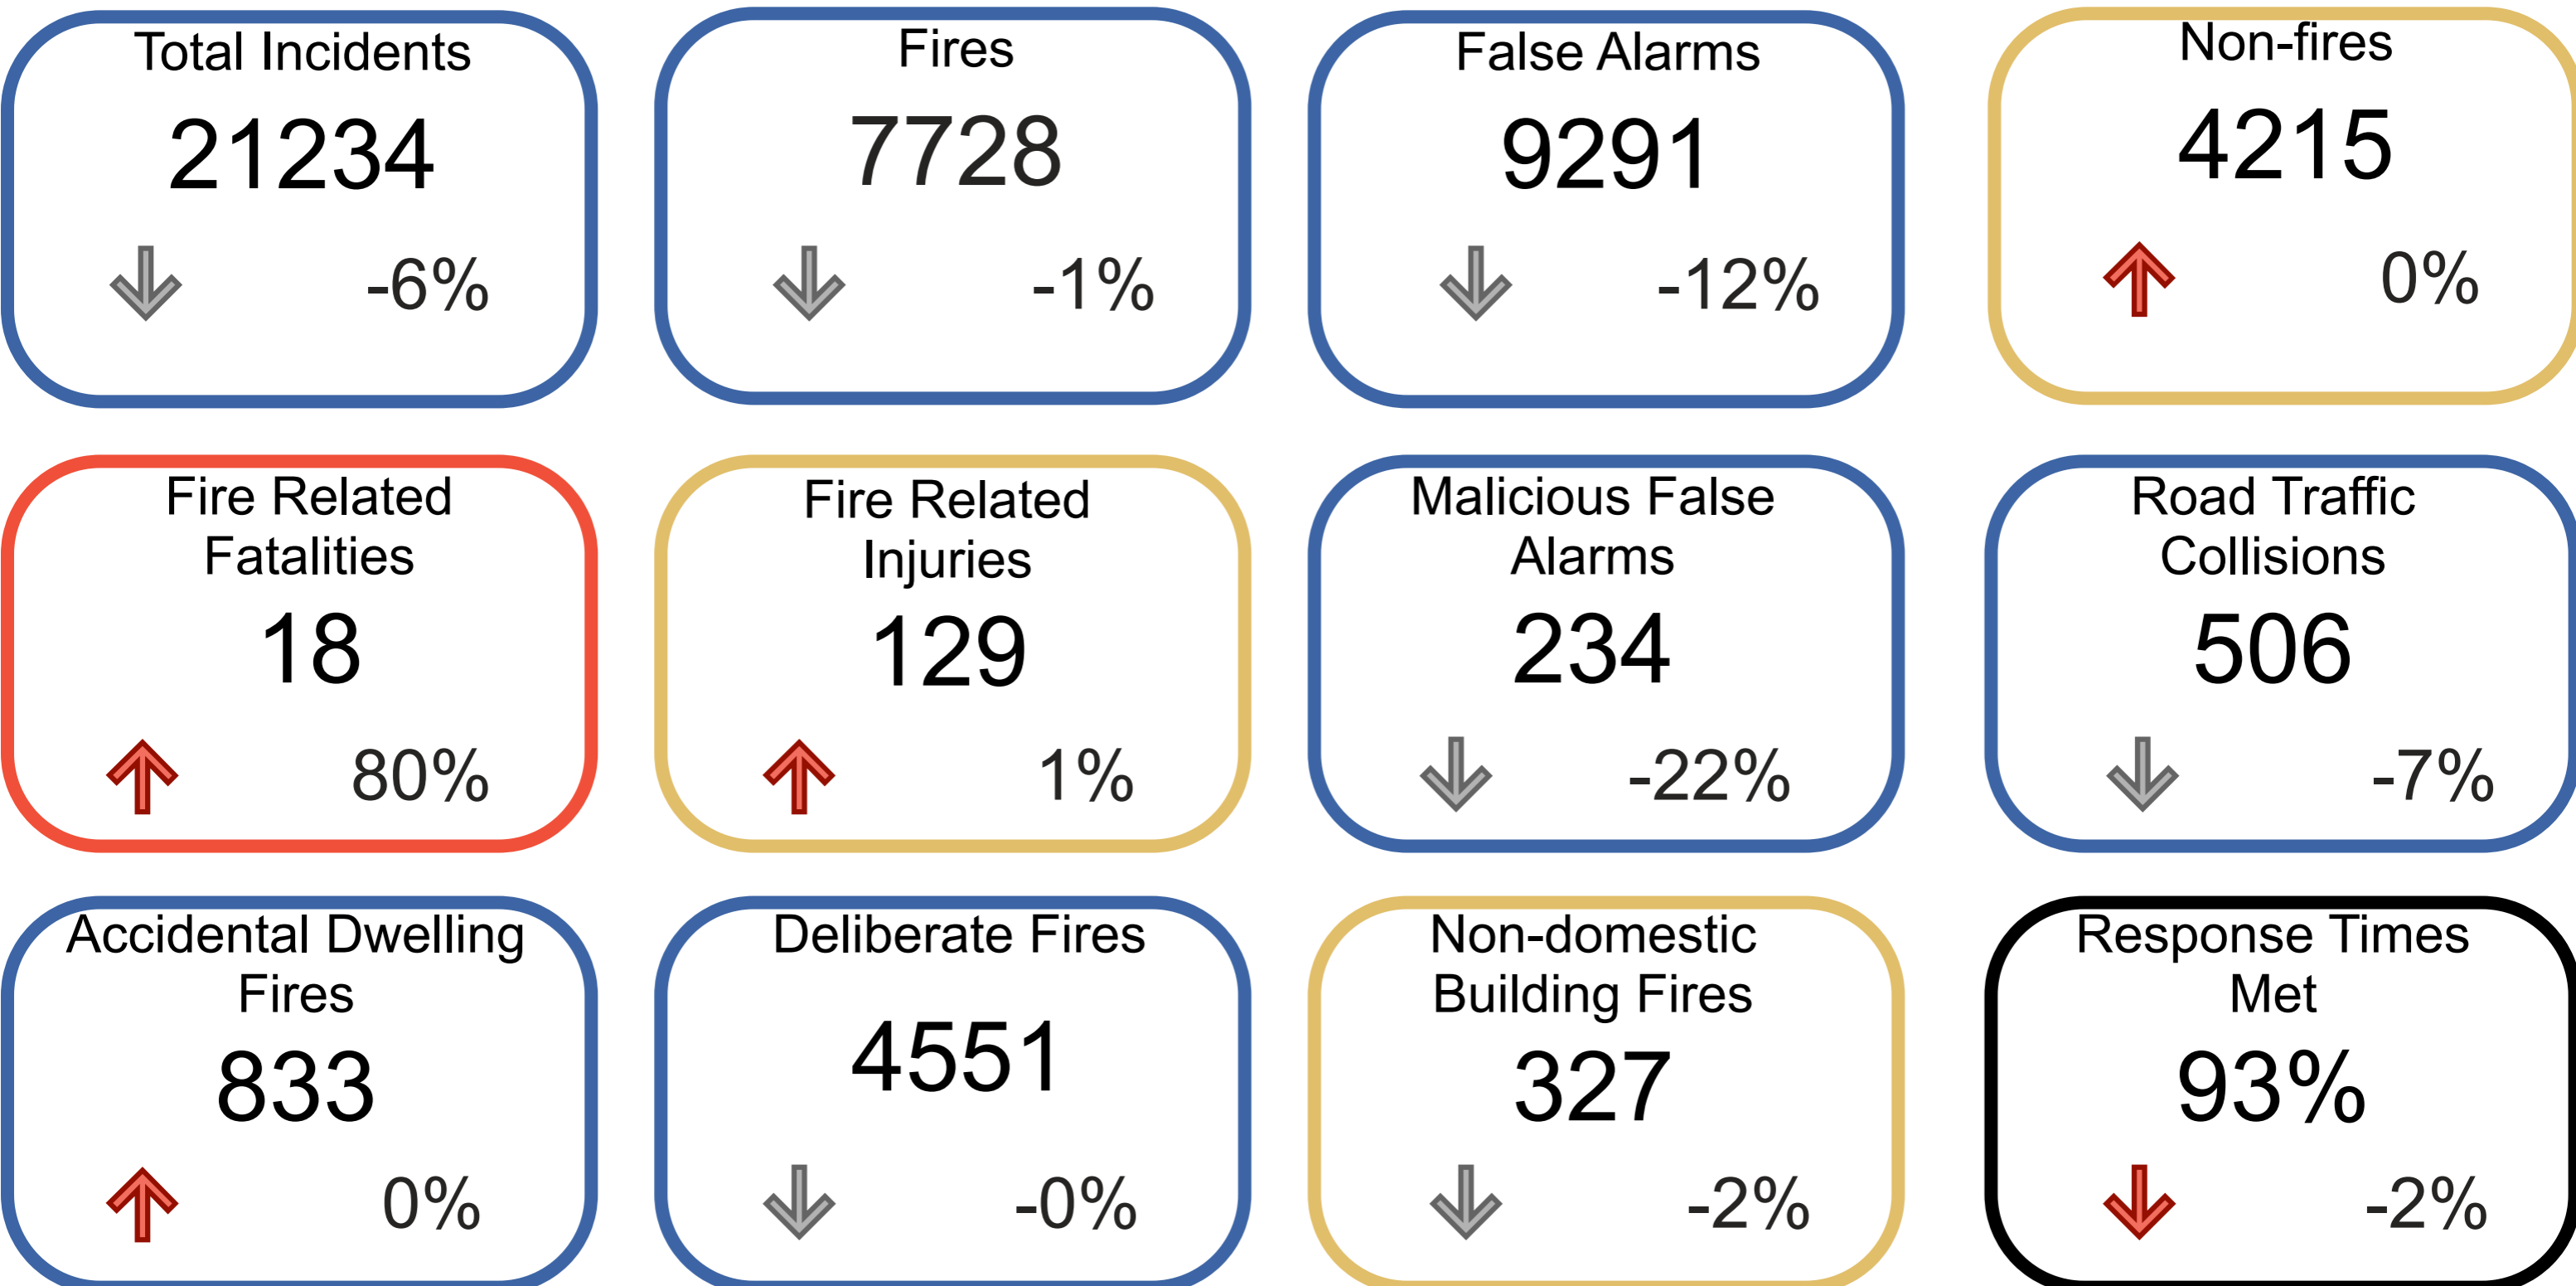 Total Incidents
21234
-6%
Fires
7728
-1%
False Alarms
9291
-12%
Non-fires
4215
0%
Fire Related
Fatalities
18
80%
Fire Related
Injuries
129
1%
Malicious False
Alarms
234
-22%
Road Traffic
Collisions
506
-7%
Accidental Dwelling
Fires
833
0%
Deliberate Fires
4551
-0%
Non-domestic
Building Fires
327
-2%
Response Times
Met
93%
-2%